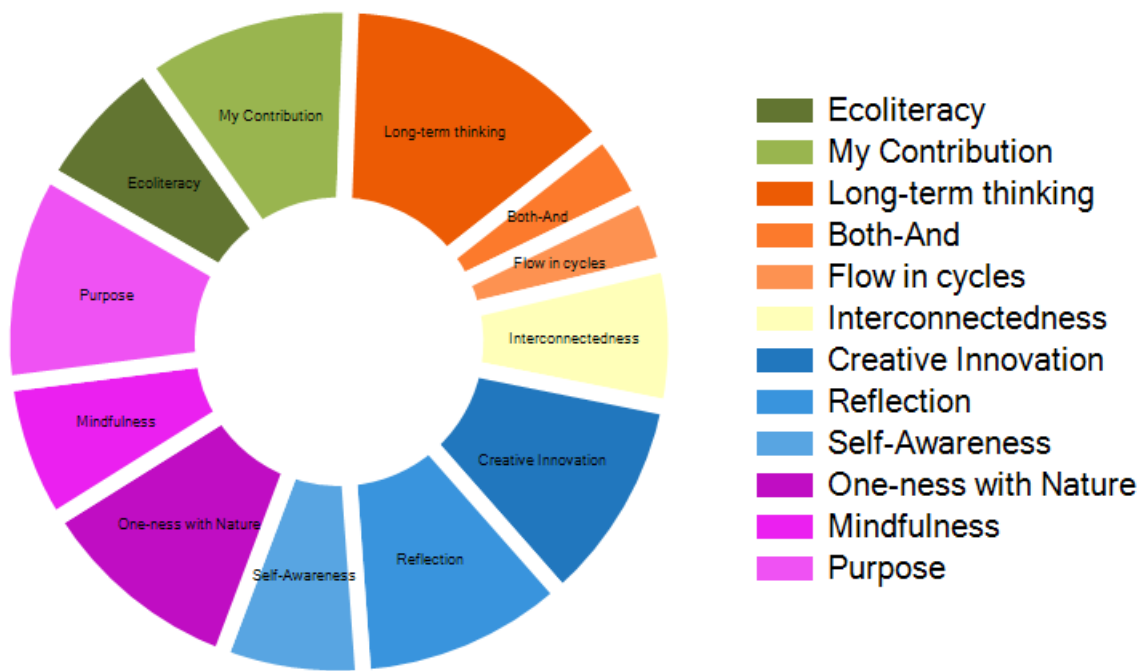 My Contribution
Long-term thinking
Ecoliteracy
Both-And
Flow in cycles
Purpose
Interconnectedness
Mindfulness
Creative Innovation
One-ness with Nature
Reflection
Self-Awareness
Ecoliteracy
My Contribution
Long-term thinking
Both-And
Flow in cycles
Interconnectedness
Creative Innovation
Reflection
Self-Awareness
One-ness with Nature
Mindfulness
Purpose